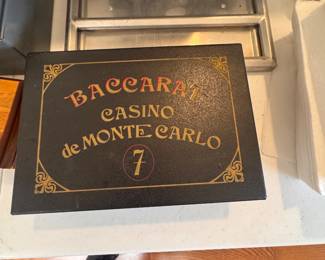 BACCARAT
CASINO
de MONTE CARLO
7